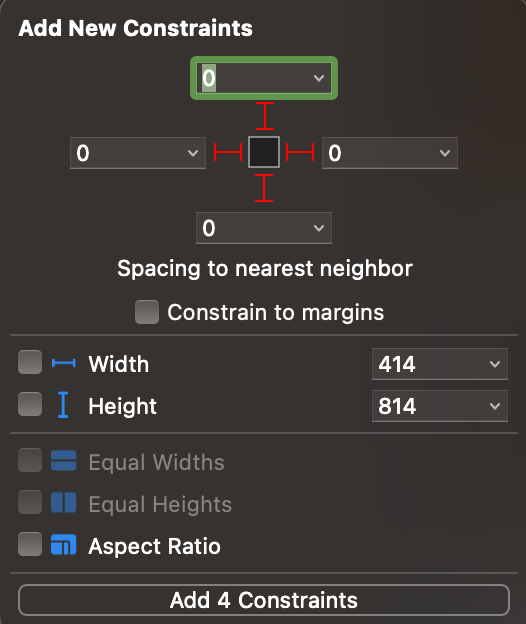 Add New Constraints
0
0
0
0
Spacing to nearest neighbor
Constrain to margins
Width
414
Height
814
Equal Widths
Equal Heights
Aspect Ratio
Add 4 Constraints